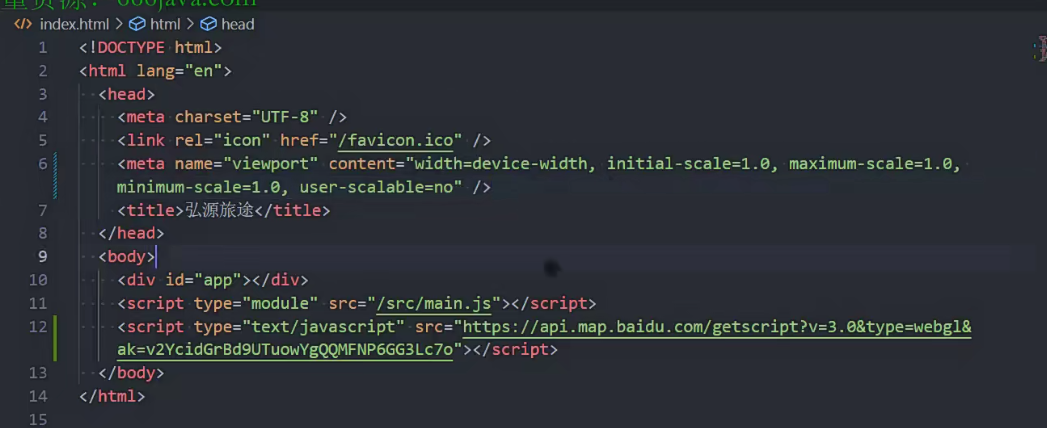 量资源：666java.com
index.html > html > head
1 <!DOCTYPE html>
2 <html lang="en">
3 <head>
4 <meta charset="UTF-8" />
5 <link rel="icon" href="/favicon.ico" />
6 <meta name="viewport" content="width=device-width, initial-scale=1.0, maximum-scale=1.0,
minimum-scale=1.0, user-scalable=no" />
7 <title>弘源旅途</title>
8 </head>
9 <body>
10 <div id="app"></div>
11 <script type="module" src="/src/main.js"></script>
12 <script type="text/javascript" src="https://api.map.baidu.com/getscript?v=3.0&type=webgl&
ak=v2YcidGrBd9UTuowYgQQMFNP6GG3Lc7o"></script>
13 </body>
14 </html>
15